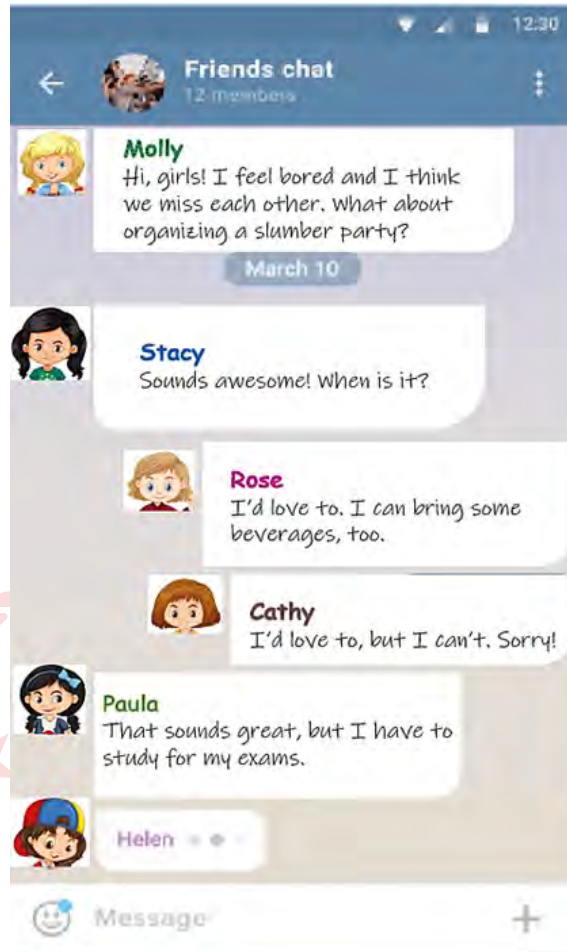 12:30
Friends chat
12 members
Molly
Hi, girls! I feel bored and I think
we miss each other. What about
organizing a slumber party?
March 10
Stacy
Sounds awesome! When is it?
Rose
I'd love to. I can bring some
beverages, too.
Cathy
I'd love to, but I can't. Sorry!
Paula
That sounds great, but I have to
study for my exams.
Helen
Message